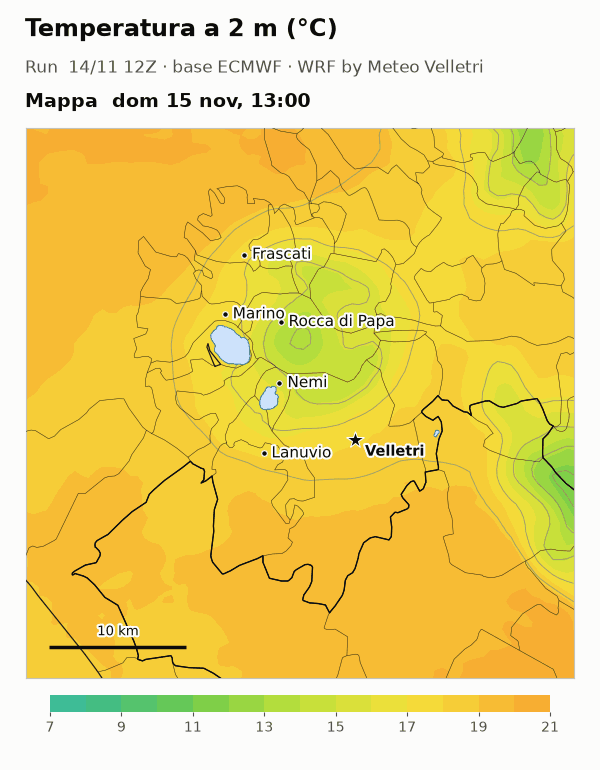 Temperatura a 2 m (°C)
Run  14/11 12Z · base ECMWF · WRF by Meteo Velletri
Mappa  dom 15 nov, 13:00
Frascati
Marino
Rocca di Papa
Nemi
Velletri
Lanuvio
10 km
7 9 11 13 15 17 19 21